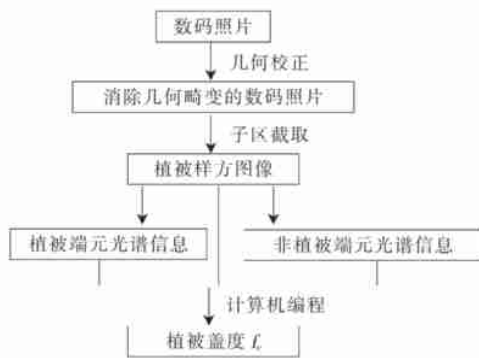 数码照片
几何校正
消除几何畸变的数码照片
子区截取
植被样方图像
植被端元光谱信息
非植被端元光谱信息
计算机编程
植被盖度 fᵥ